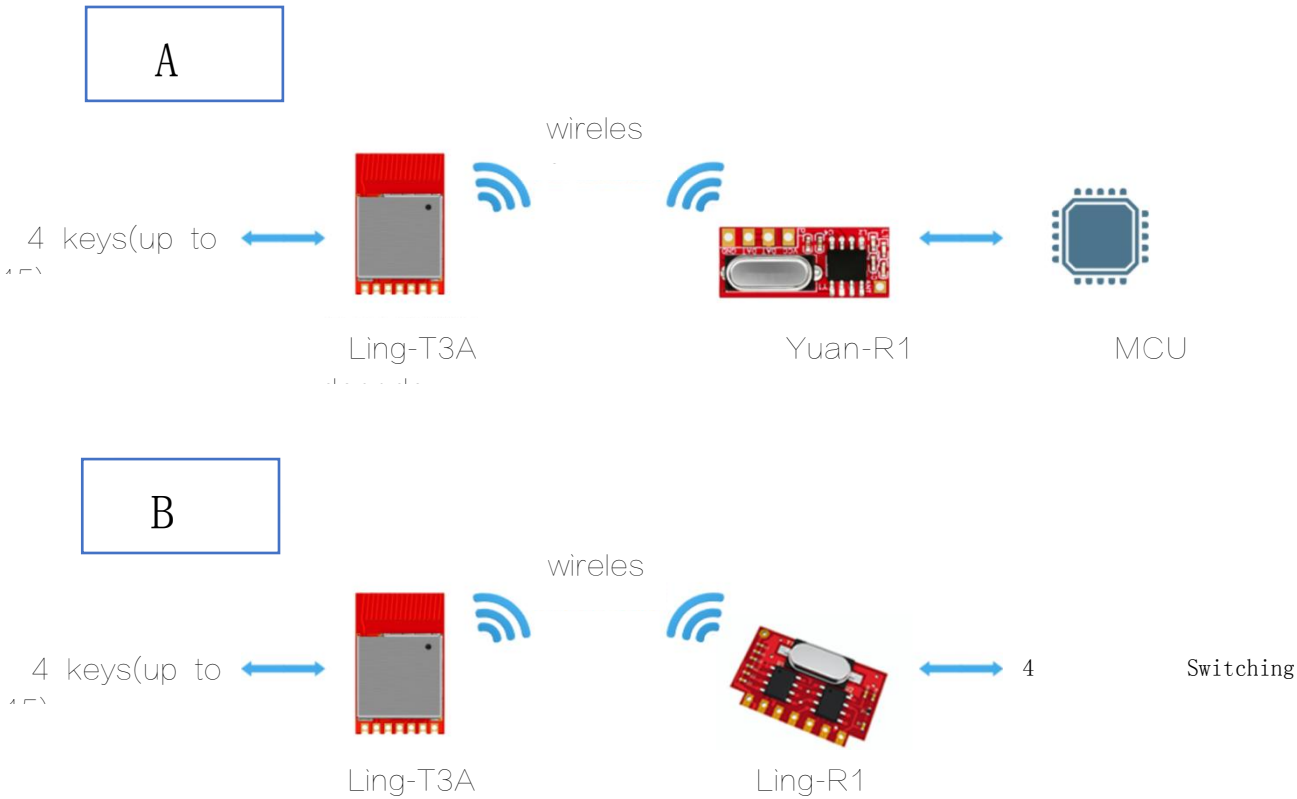 A
wireles
4 keys(up to
Ling-T3A
Yuan-R1
MCU
B
wireles
4 keys(up to
4 Switching
Ling-T3A
Ling-R1